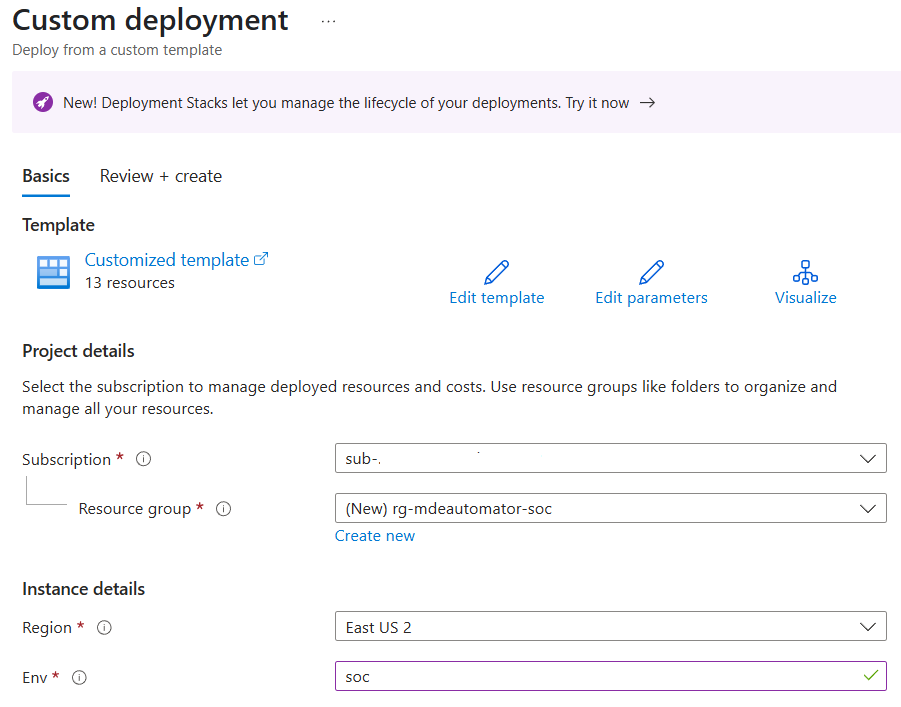 Custom deployment ...
Deploy from a custom template
New! Deployment Stacks let you manage the lifecycle of your deployments. Try it now →
Basics Review + create
Template
Customized template
13 resources
Edit template Edit parameters Visualize
Project details
Select the subscription to manage deployed resources and costs. Use resource groups like folders to organize and
manage all your resources.
Subscription * sub-.
Resource group * (New) rg-mdeautomator-soc
Create new
Instance details
Region * East US 2
Env * soc